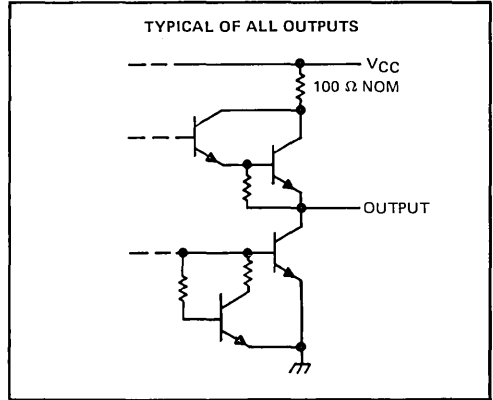 TYPICAL OF ALL OUTPUTS
VCC
100 Ω NOM
OUTPUT